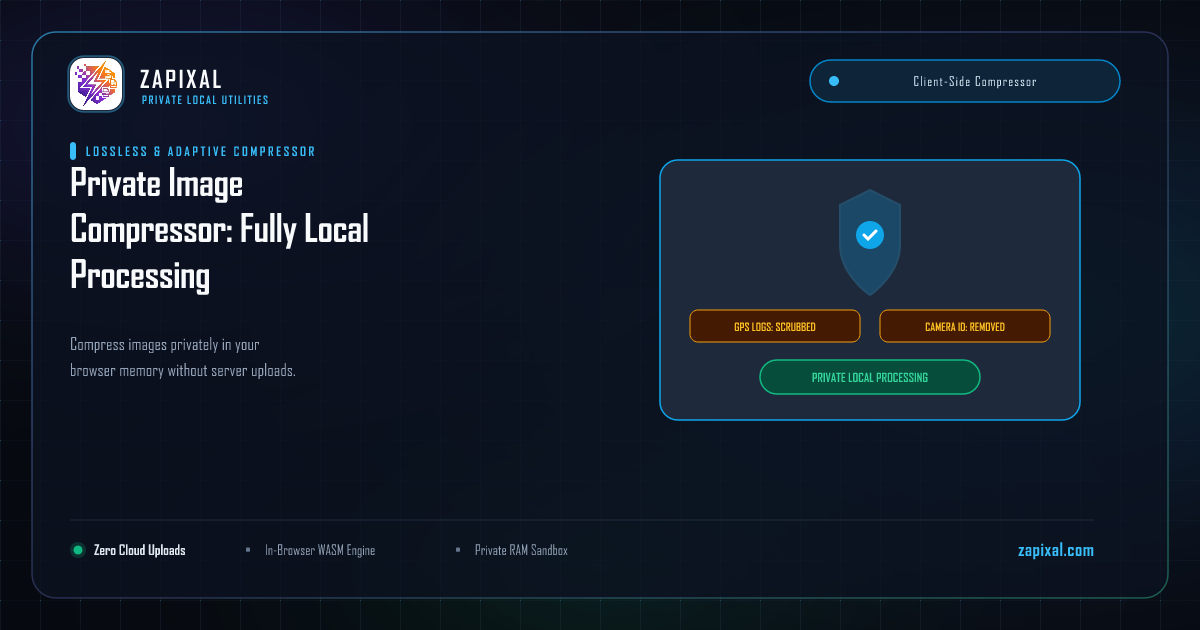 ZAPIXAL
PRIVATE LOCAL UTILITIES
Client-Side Compressor
LOSSLESS & ADAPTIVE COMPRESSOR
Private Image
Compressor: Fully Local
Processing
Compress images privately in your
browser memory without server uploads.
GPS LOGS: SCRUBBED
CAMERA ID: REMOVED
PRIVATE LOCAL PROCESSING
Zero Cloud Uploads
In-Browser WASM Engine
Private RAM Sandbox
zapixal.com